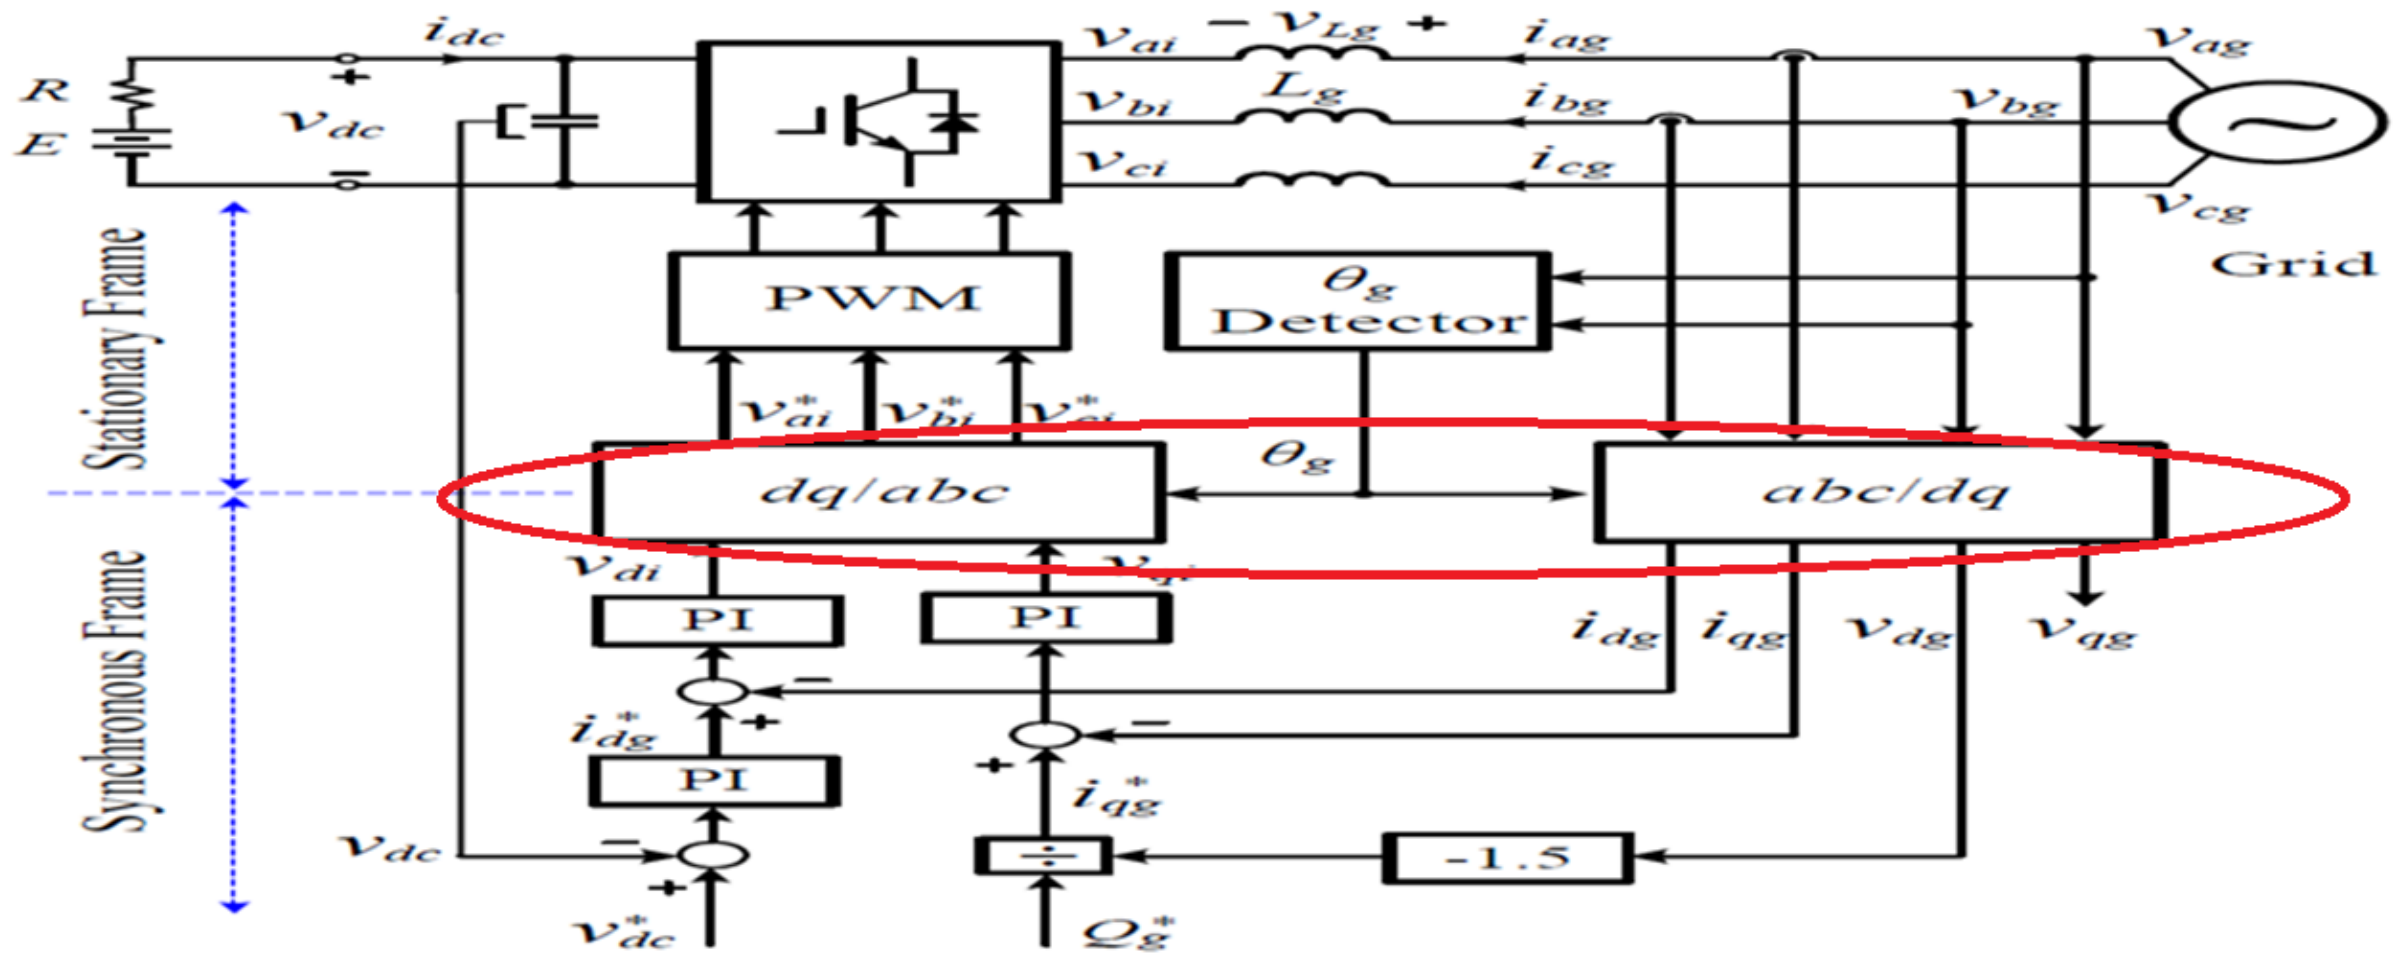 i_dc
v_ai − v_Lg + i_ag v_ag
R + v_dc
L_g
v_bi i_bg v_bg
E
v_ci i_cg
−
v_cg
Grid
Stationary Frame
PWM
θ_g
Detector
v*_ai v*_bi v*_ci
θ_g
dq/abc
abc/dq
v_di v_qi
PI PI
i_dg i_qg v_dg v_qg
Synchronous Frame
−
+
i*_dg
−
+
PI
i*_qg
v_dc −
÷
-1.5
+
v*_dc Q*_g